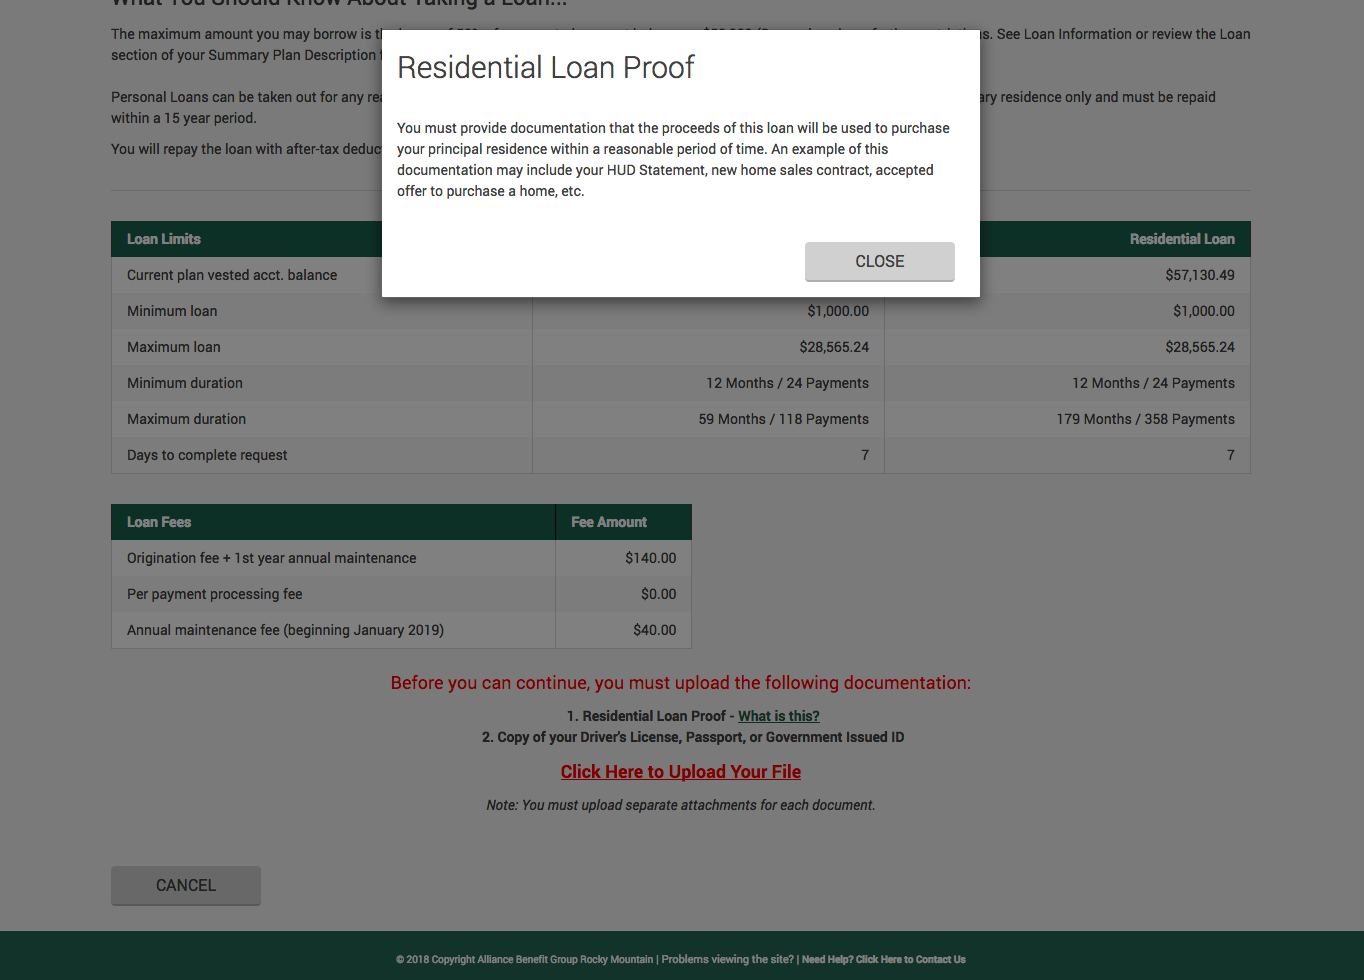 The maximum amount you may borrow is
s. See Loan Information or review the Loan
section of your Summary Plan Description
Personal Loans can be taken out for any
residence only and must be repaid
within a 15 year period.
You will repay the loan with after-tax
Residential Loan Proof
You must provide documentation that the proceeds of this loan will be used to purchase
your principal residence within a reasonable period of time. An example of this
documentation may include your HUD Statement, new home sales contract, accepted
offer to purchase a home, etc.
CLOSE
Loan Limits Residential Loan
Current plan vested acct. balance $57,130.49
Minimum loan $1,000.00 $1,000.00
Maximum loan $28,565.24 $28,565.24
Minimum duration 12 Months / 24 Payments 12 Months / 24 Payments
Maximum duration 59 Months / 118 Payments 179 Months / 358 Payments
Days to complete request 7 7
Loan Fees Fee Amount
Origination fee + 1st year annual maintenance $140.00
Per payment processing fee $0.00
Annual maintenance fee (beginning January 2019) $40.00
Before you can continue, you must upload the following documentation:
1. Residential Loan Proof - What is this?
2. Copy of your Driver's License, Passport, or Government Issued ID
Click Here to Upload Your File
Note: You must upload separate attachments for each document.
CANCEL
© 2018 Copyright Alliance Benefit Group Rocky Mountain | Problems viewing the site? | Need Help? Click Here to Contact Us